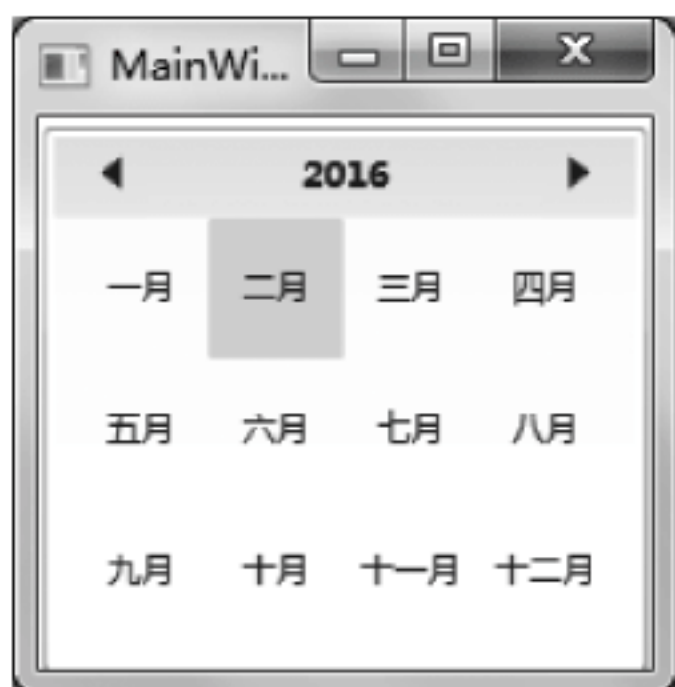 MainWi...
2016
一月 二月 三月 四月
五月 六月 七月 八月
九月 十月 十一月 十二月